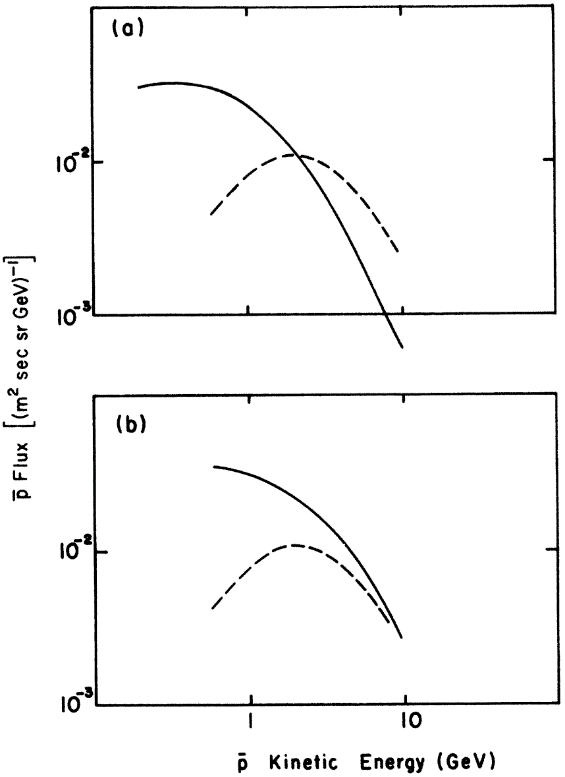 (a)
10⁻²
10⁻³
p̄ Flux [(m² sec sr GeV)⁻¹]
(b)
10⁻²
10⁻³
1
10
p̄ Kinetic Energy (GeV)